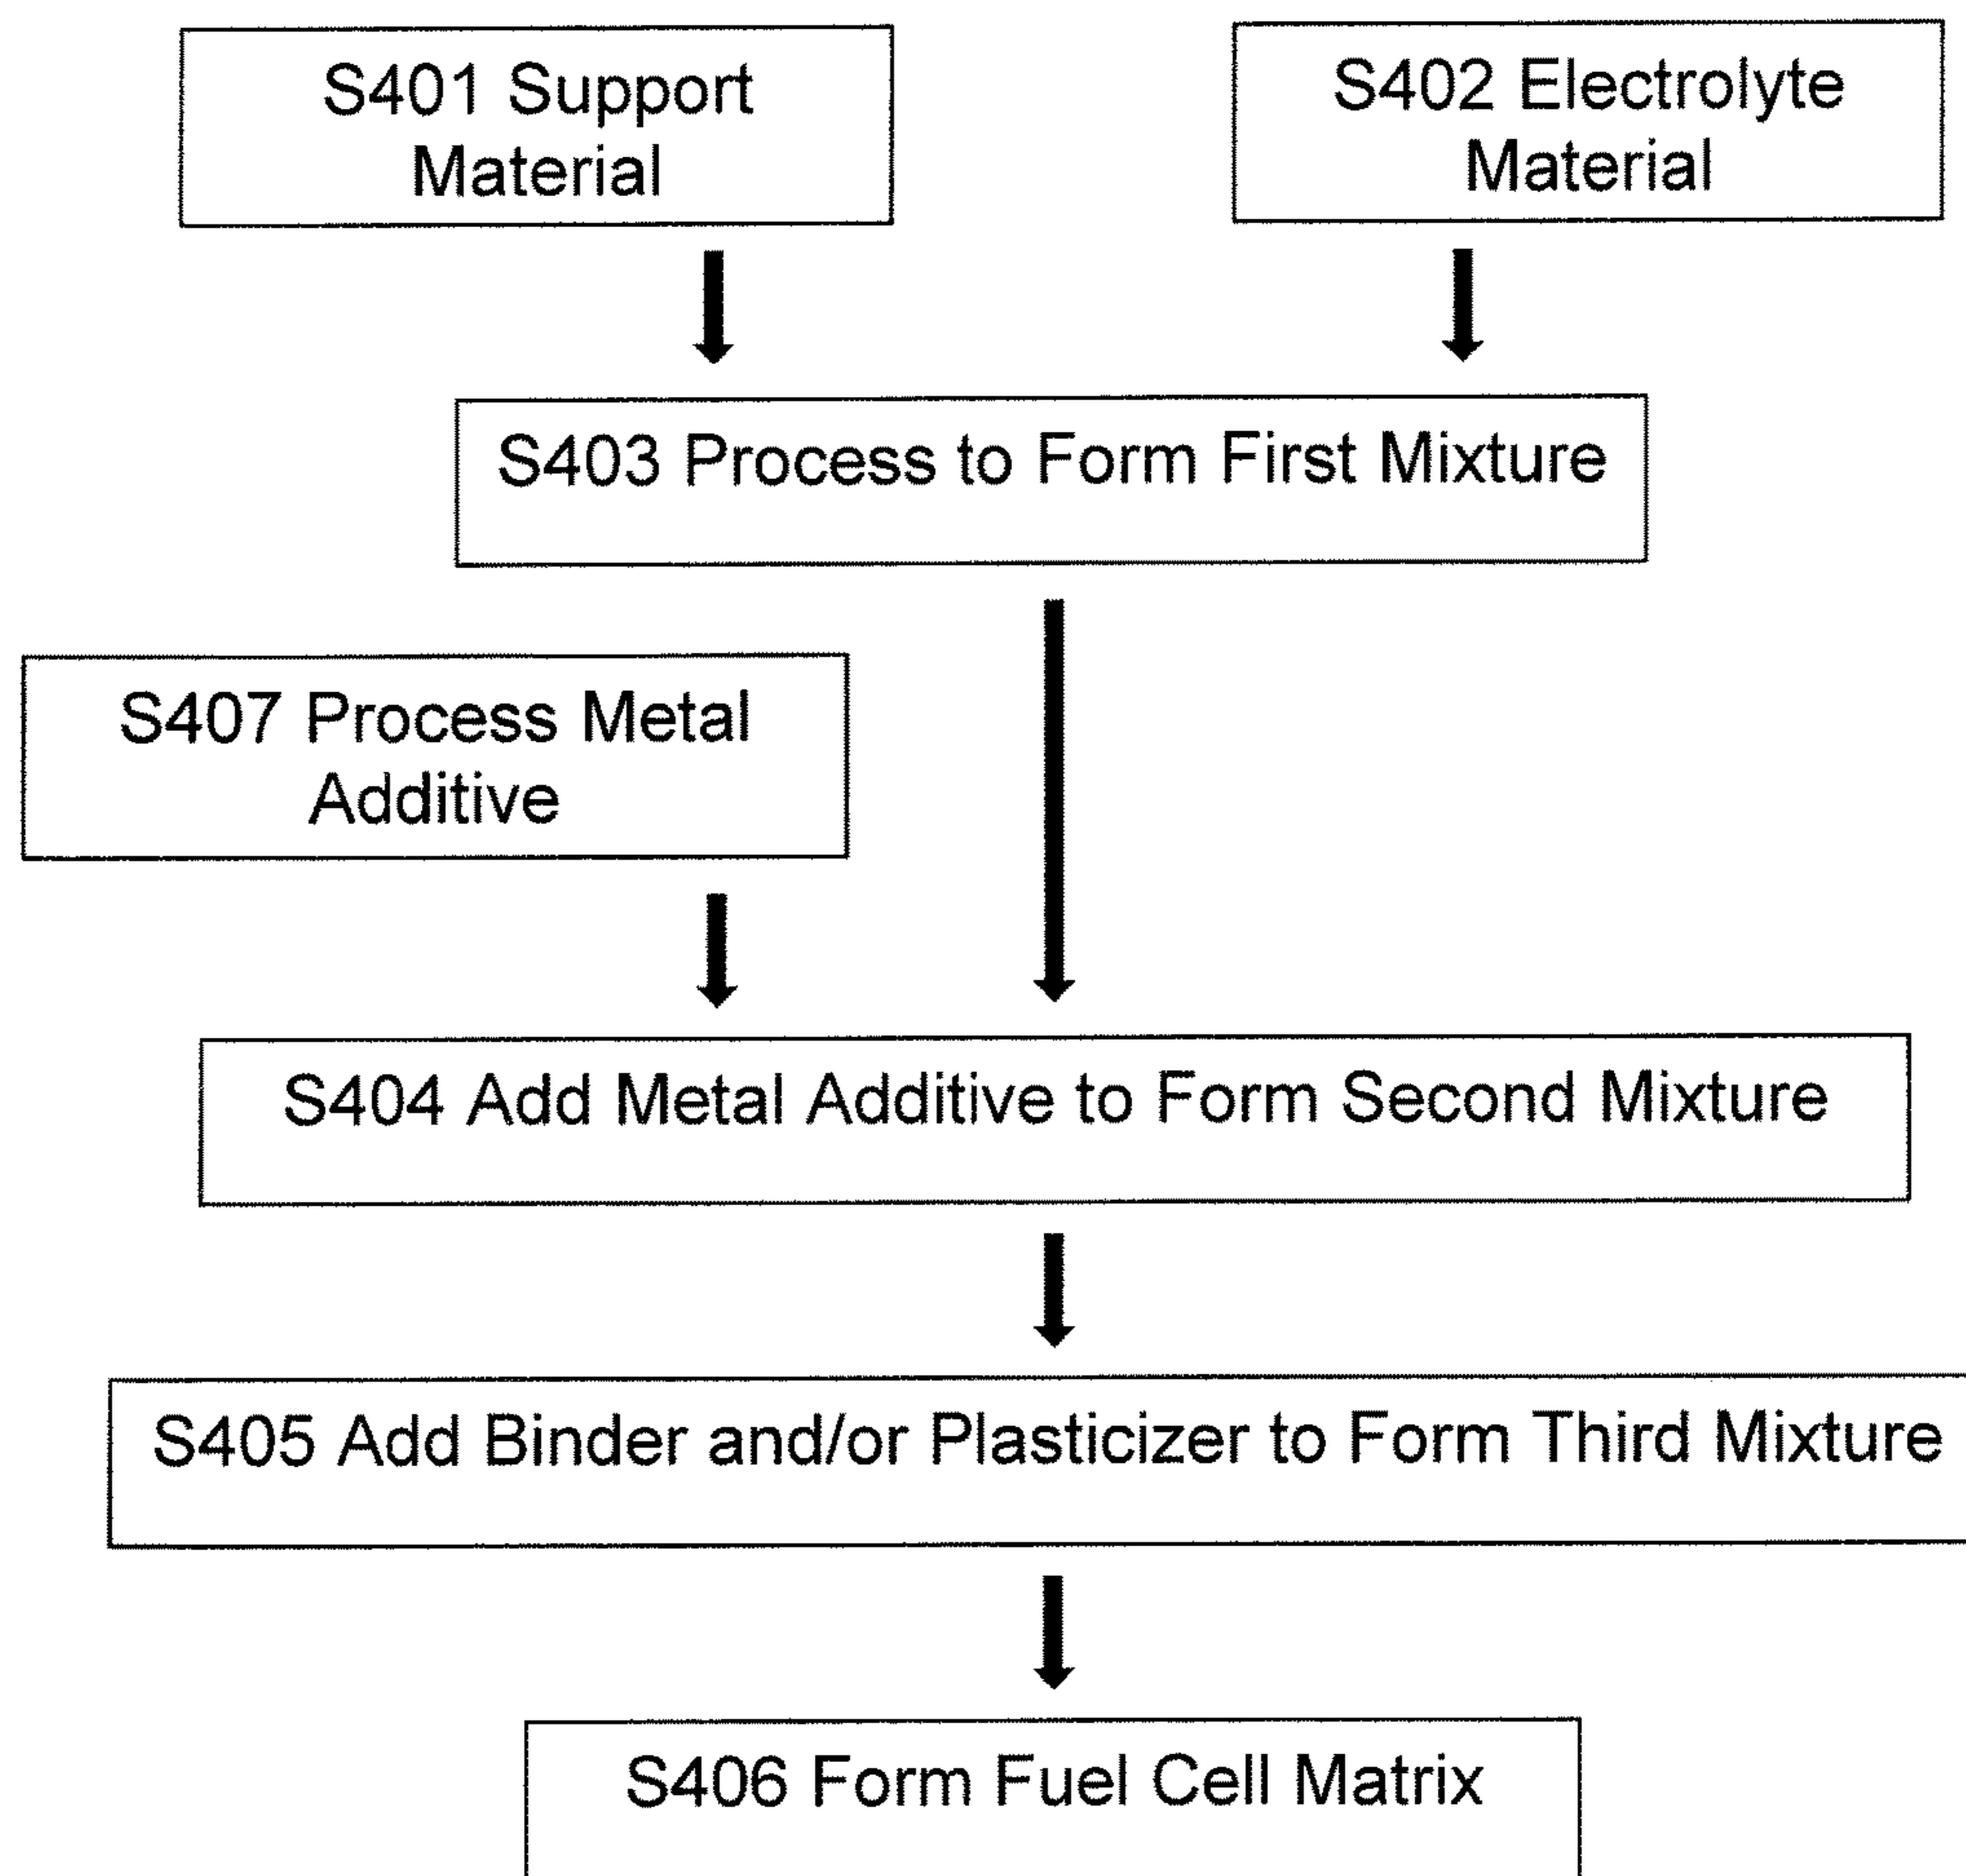 S401 Support
Material
S402 Electrolyte
Material
S403 Process to Form First Mixture
S407 Process Metal
Additive
S404 Add Metal Additive to Form Second Mixture
S405 Add Binder and/or Plasticizer to Form Third Mixture
S406 Form Fuel Cell Matrix